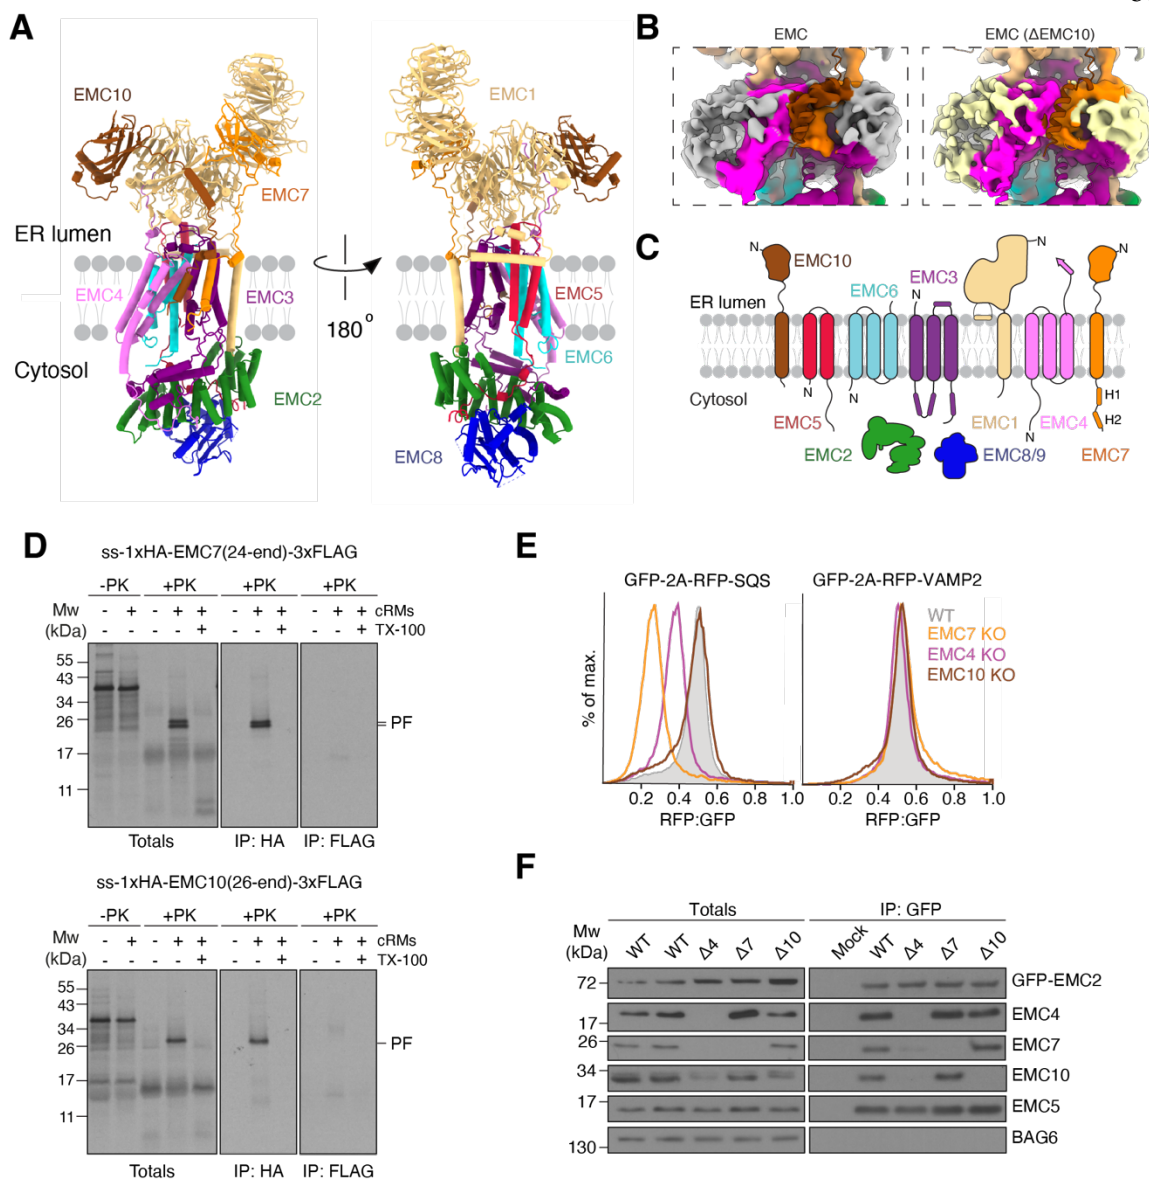 A
EMC10
EMC1
EMC7
ER lumen
EMC4
EMC3
EMC5
EMC6
180°
Cytosol
EMC2
EMC8
B
EMC
EMC (ΔEMC10)
C
N
EMC10
N
EMC3
N
EMC6
N
ER lumen
Cytosol
N
N
H1
H2
EMC5
EMC1
N
EMC4
EMC2
EMC8/9
EMC7
D
ss-1xHA-EMC7(24-end)-3xFLAG
-PK +PK +PK +PK
Mw - + - + + - + + - + + cRMs
(kDa) + + + TX-100
55
43
34
26
17
11
PF
Totals IP: HA IP: FLAG
ss-1xHA-EMC10(26-end)-3xFLAG
-PK +PK +PK +PK
Mw - + - + + - + + - + + cRMs
(kDa) + + + TX-100
55
43
34
26
17
11
PF
Totals IP: HA IP: FLAG
E
GFP-2A-RFP-SQS GFP-2A-RFP-VAMP2
WT
EMC7 KO
EMC4 KO
EMC10 KO
% of max.
0.2 0.4 0.6 0.8 1.0 0.2 0.4 0.6 0.8 1.0
RFP:GFP RFP:GFP
F
Totals IP: GFP
Mw WT WT Δ4 Δ7 Δ10 Mock WT Δ4 Δ7 Δ10
(kDa)
72 GFP-EMC2
17 EMC4
26 EMC7
34 EMC10
17 EMC5
130 BAG6